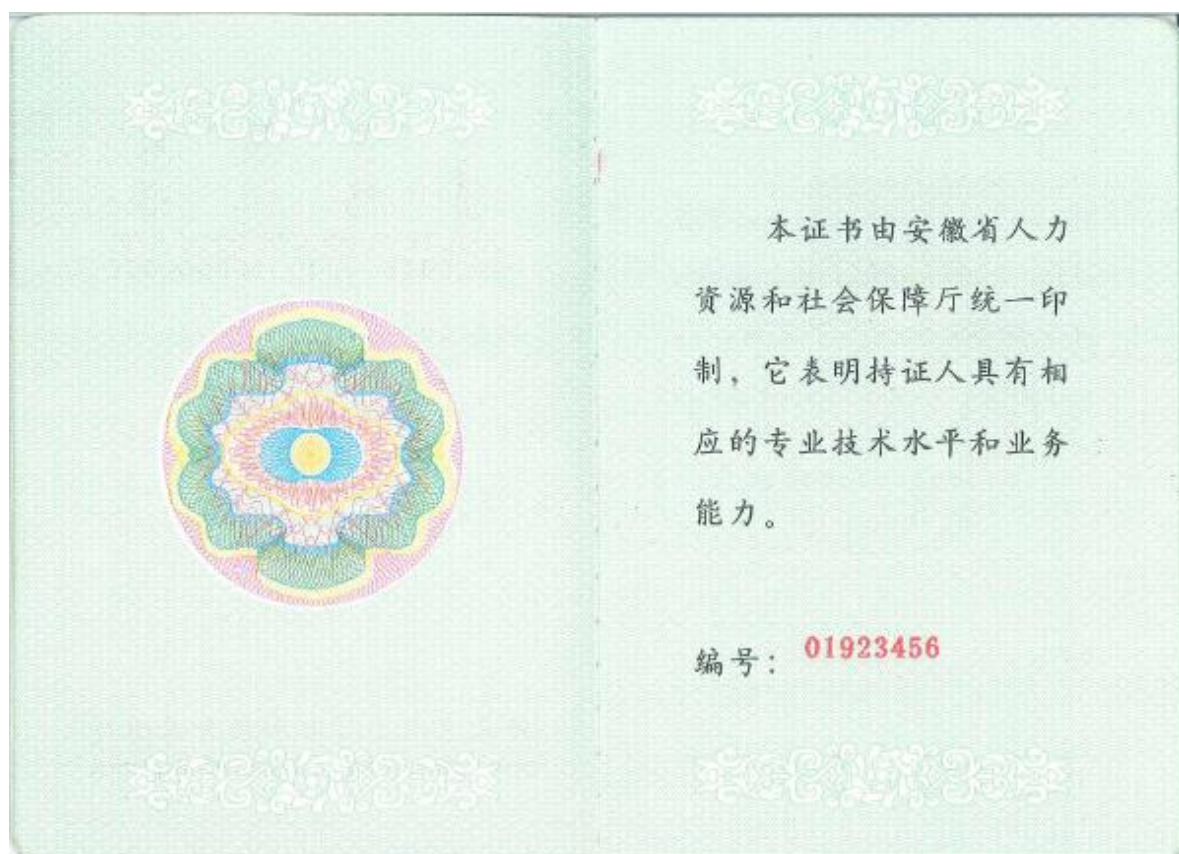 本证书由安徽省人力
资源和社会保障厅统一印
制，它表明持证人具有相
应的专业技术水平和业务
能力。
编号：01923456